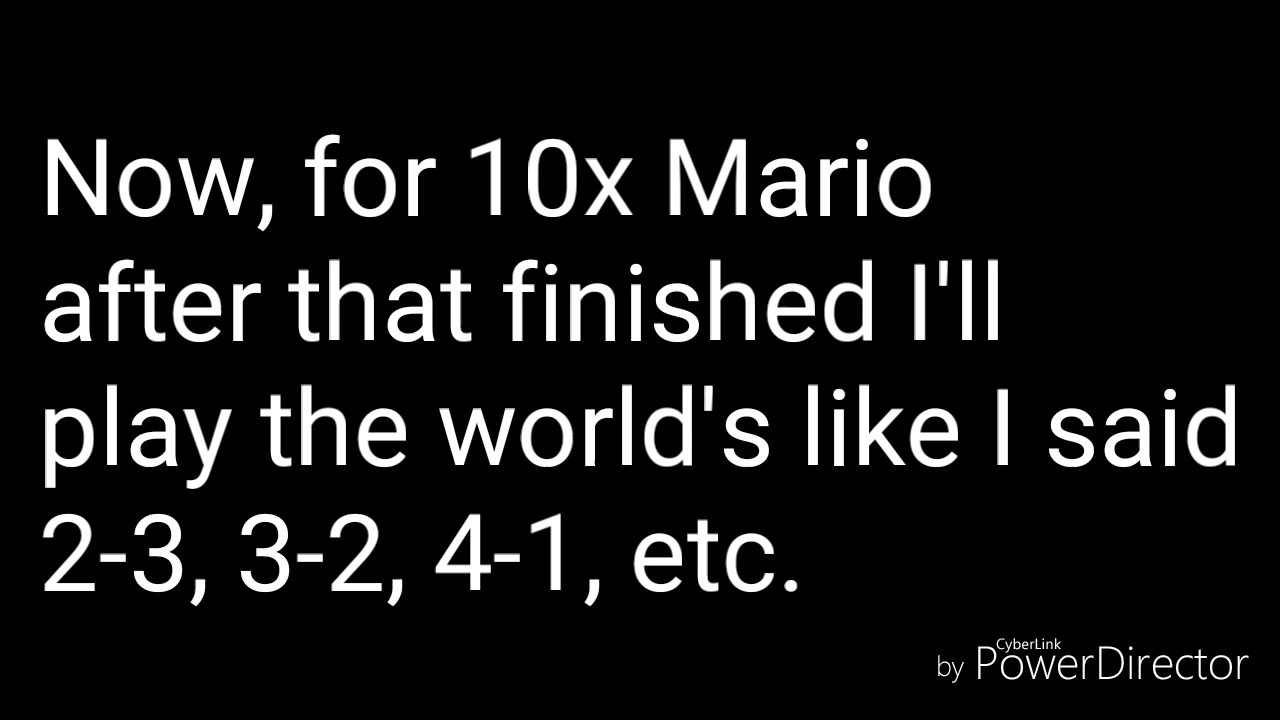 Now, for 10x Mario
after that finished I'll
play the world's like I said
2-3, 3-2, 4-1, etc.
CyberLink
by PowerDirector